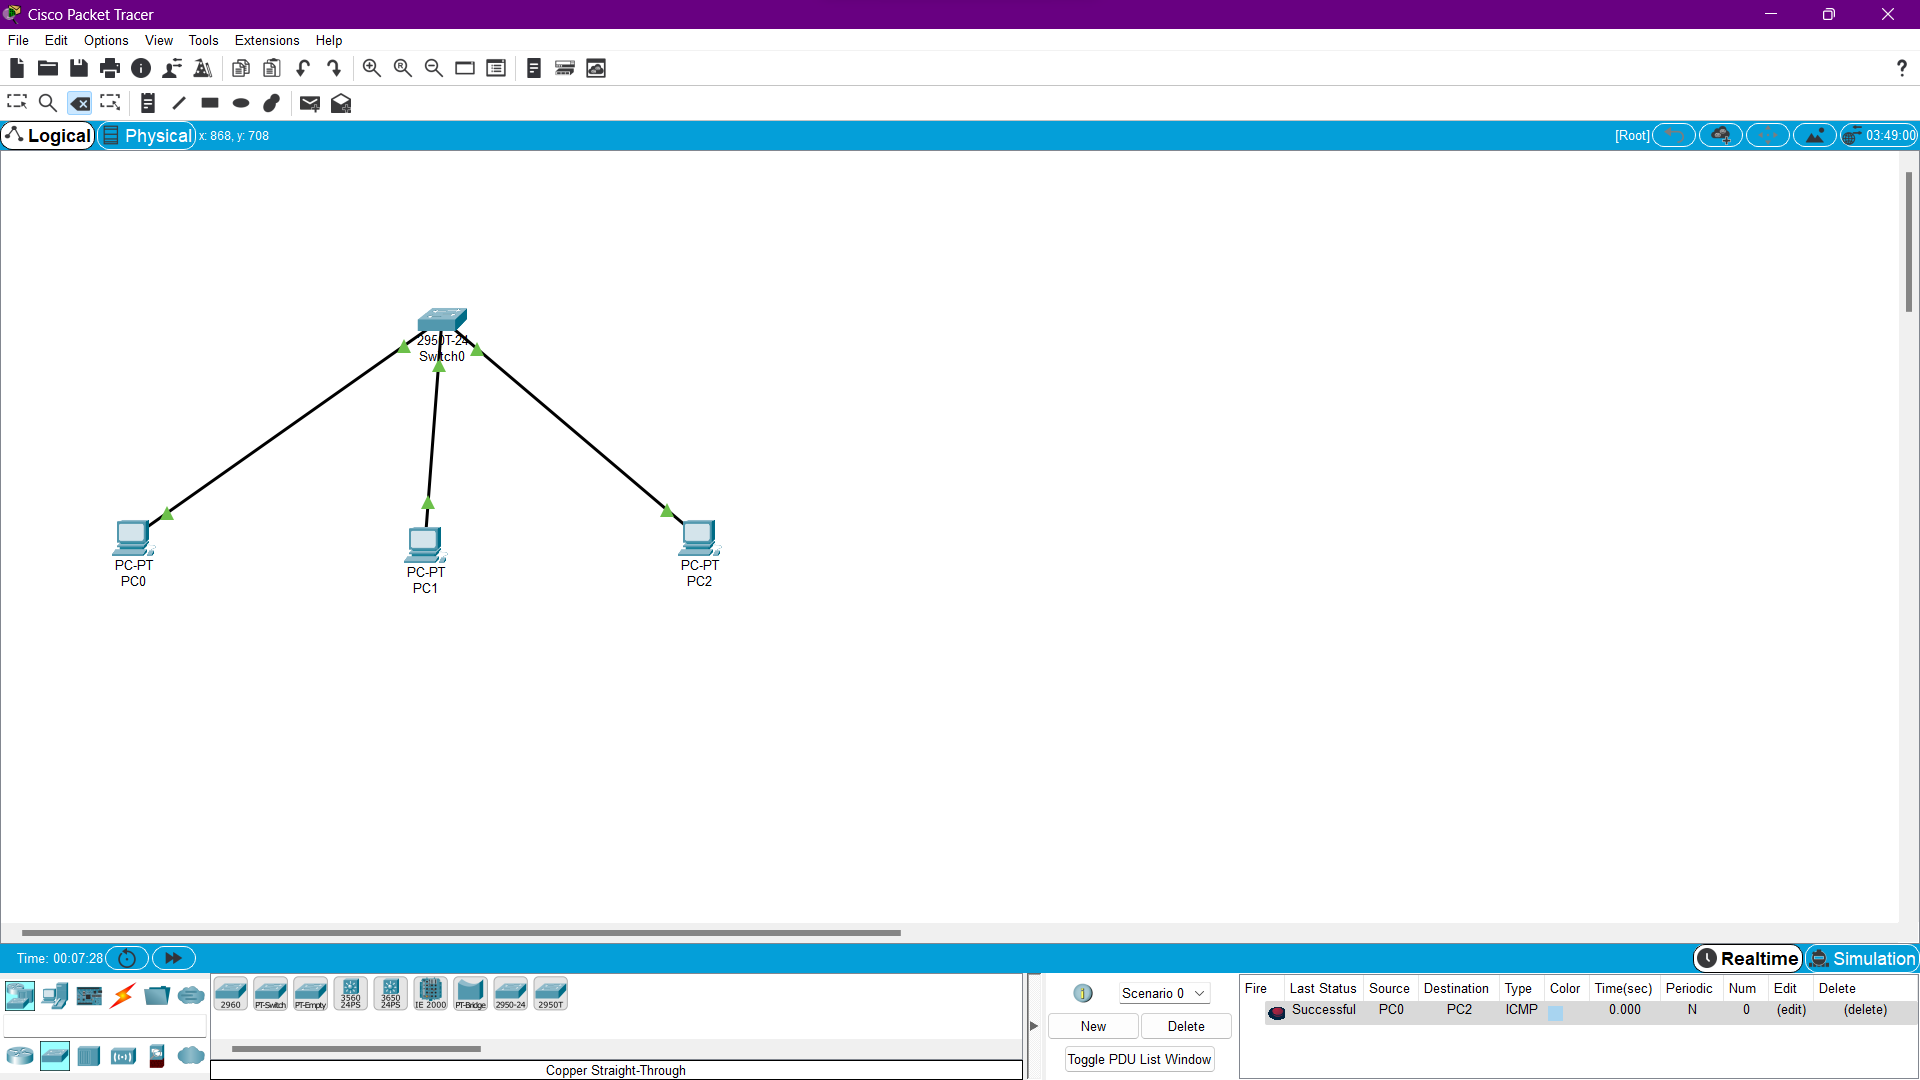 Cisco Packet Tracer
File Edit Options View Tools Extensions Help
Logical Physical x: 868, y: 708 [Root] 03:49:00
2950T-24
Switch0
PC-PT
PC0
PC-PT
PC1
PC-PT
PC2
Time: 00:07:28 Realtime Simulation
2960 PT-Switch PT-Empty 3560 24PS 3650 24PS IE 2000 PT-Bridge 2950-24 2950T
Copper Straight-Through
Scenario 0
New Delete
Toggle PDU List Window
Fire Last Status Source Destination Type Color Time(sec) Periodic Num Edit Delete
Successful PC0 PC2 ICMP 0.000 N 0 (edit) (delete)